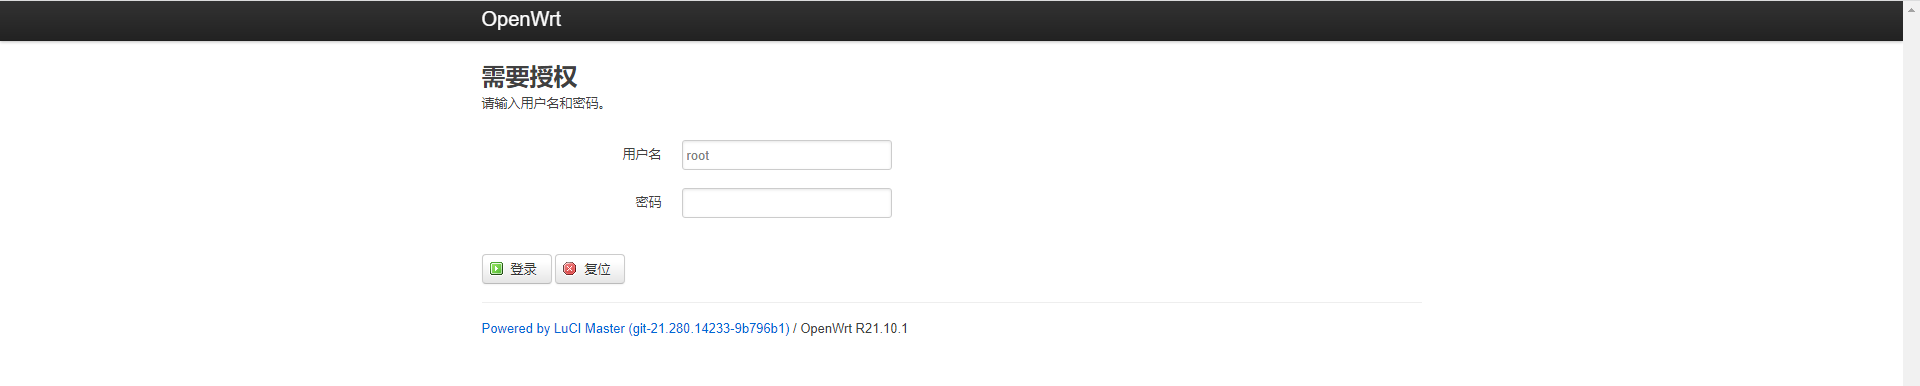 OpenWrt
需要授权
请输入用户名和密码。
用户名 root
密码
登录 复位
Powered by LuCI Master (git-21.280.14233-9b796b1) / OpenWrt R21.10.1